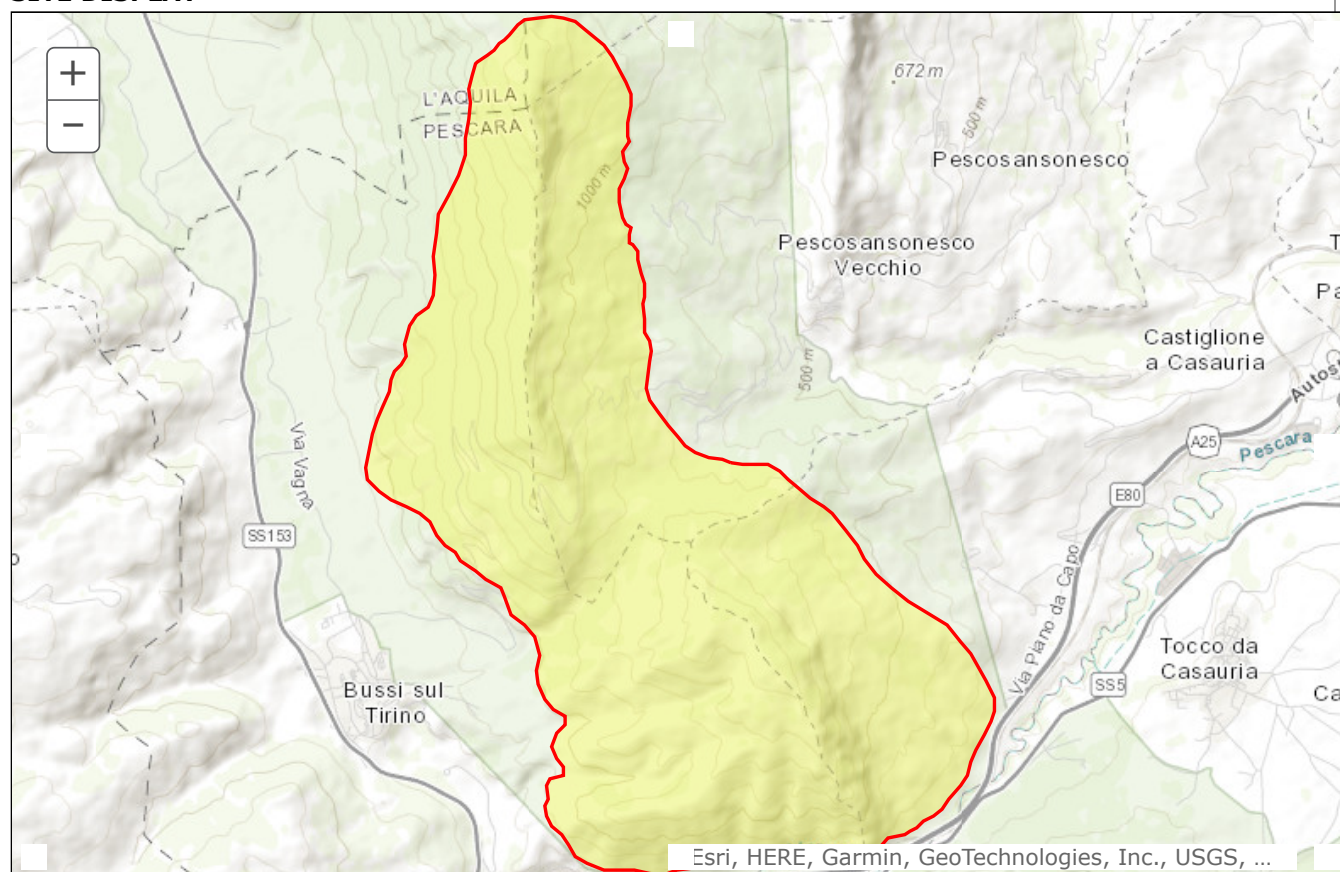 +
−
L'AQUILA
PESCARA
1000 m
672 m
500 m
Pescosansonesco
Pescosansonesco
Vecchio
500 m
Castiglione
a Casauria
A25
Pescara
E80
Via Vagna
SS153
Via Piano da Capo
Tocco da
Casauria
SS5
Bussi sul
Tirino
Esri, HERE, Garmin, GeoTechnologies, Inc., USGS, ...